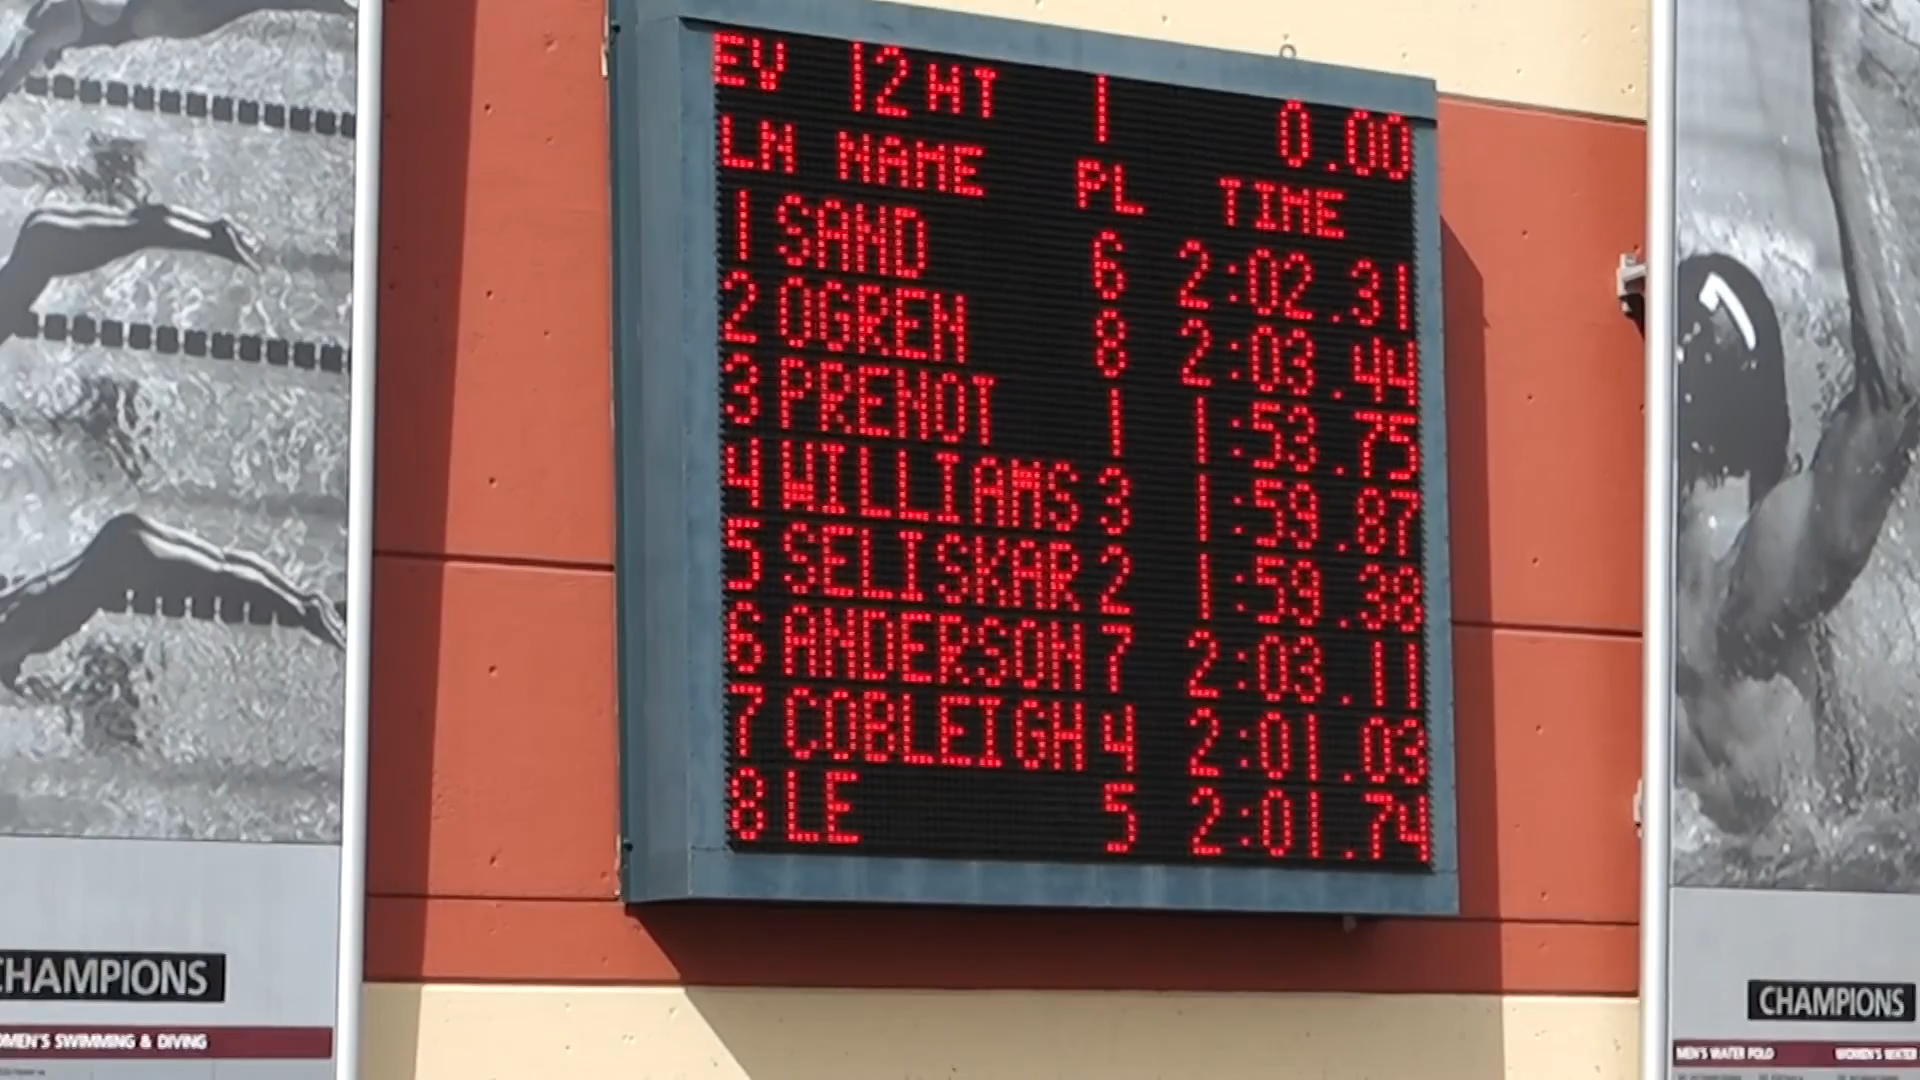 EV 12 HT 1 0.00
LN NAME PL TIME
1 SAND 6 2:02.31
2 OGREN 8 2:03.44
3 PRENOT 1 1:53.75
4 WILLIAMS 3 1:59.87
5 SELISKAR 2 1:59.38
6 ANDERSON 7 2:03.11
7 COBLEIGH 4 2:01.03
8 LE 5 2:01.74
CHAMPIONS
SWIMMING & DIVING
CHAMPIONS
MEN'S WATER POLO WOMEN'S WATER